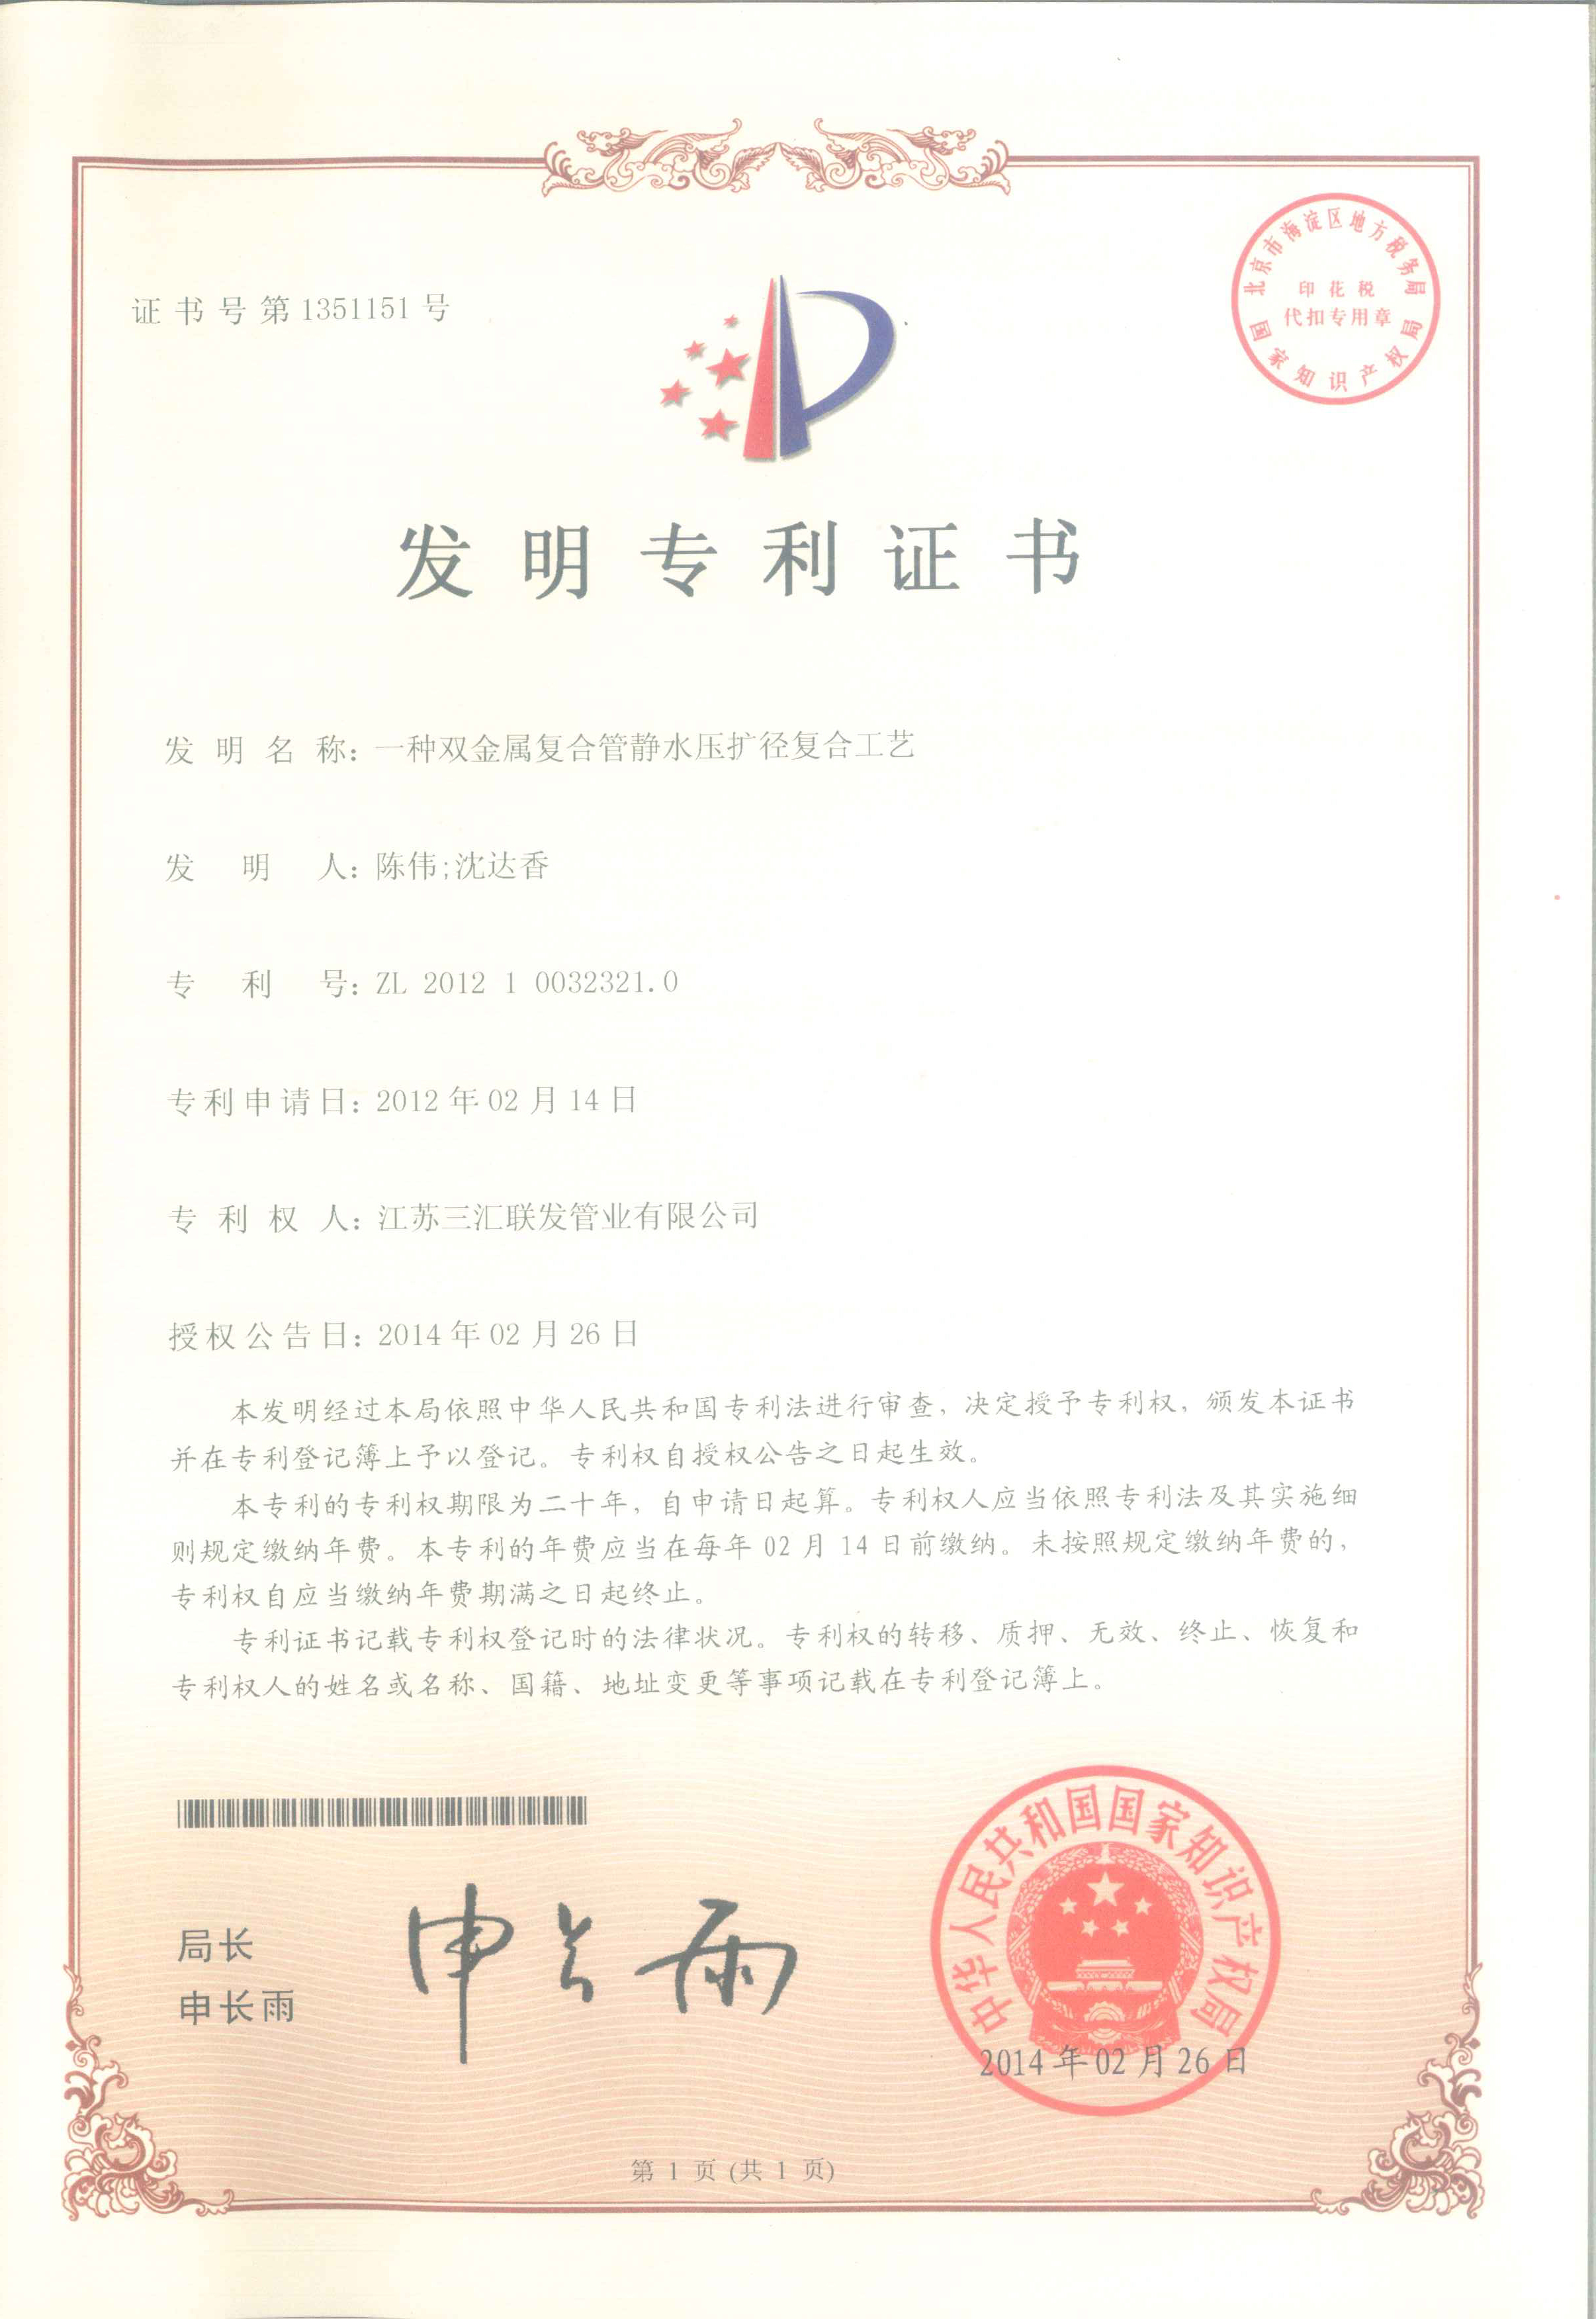 证书号第1351151号
北京市海淀区地方税务局
印花税
代扣专用章
国家知识产权局
发明专利证书
发明名称：一种双金属复合管静水压扩径复合工艺
发明人：陈伟;沈达香
专利号：ZL 2012 1 0032321.0
专利申请日：2012年02月14日
专利权人：江苏三汇联发管业有限公司
授权公告日：2014年02月26日
本发明经过本局依照中华人民共和国专利法进行审查，决定授予专利权，颁发本证书
并在专利登记簿上予以登记。专利权自授权公告之日起生效。
本专利的专利权期限为二十年，自申请日起算。专利权人应当依照专利法及其实施细
则规定缴纳年费。本专利的年费应当在每年02月14日前缴纳。未按照规定缴纳年费的，
专利权自应当缴纳年费期满之日起终止。
专利证书记载专利权登记时的法律状况。专利权的转移、质押、无效、终止、恢复和
专利权人的姓名或名称、国籍、地址变更等事项记载在专利登记簿上。
局长
申长雨
申长雨
中华人民共和国国家知识产权局
2014年02月26日
第 1 页 (共 1 页)